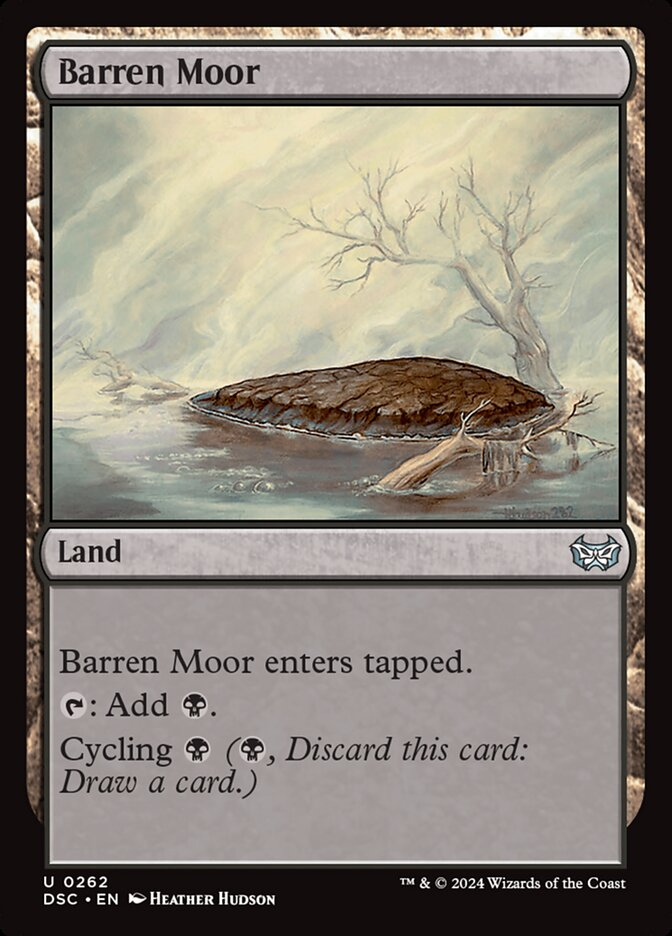 Barren Moor
Land
Barren Moor enters tapped.
: Add .
Cycling (, Discard this card:
Draw a card.)
U 0262
DSC • EN Heather Hudson
™ & © 2024 Wizards of the Coast